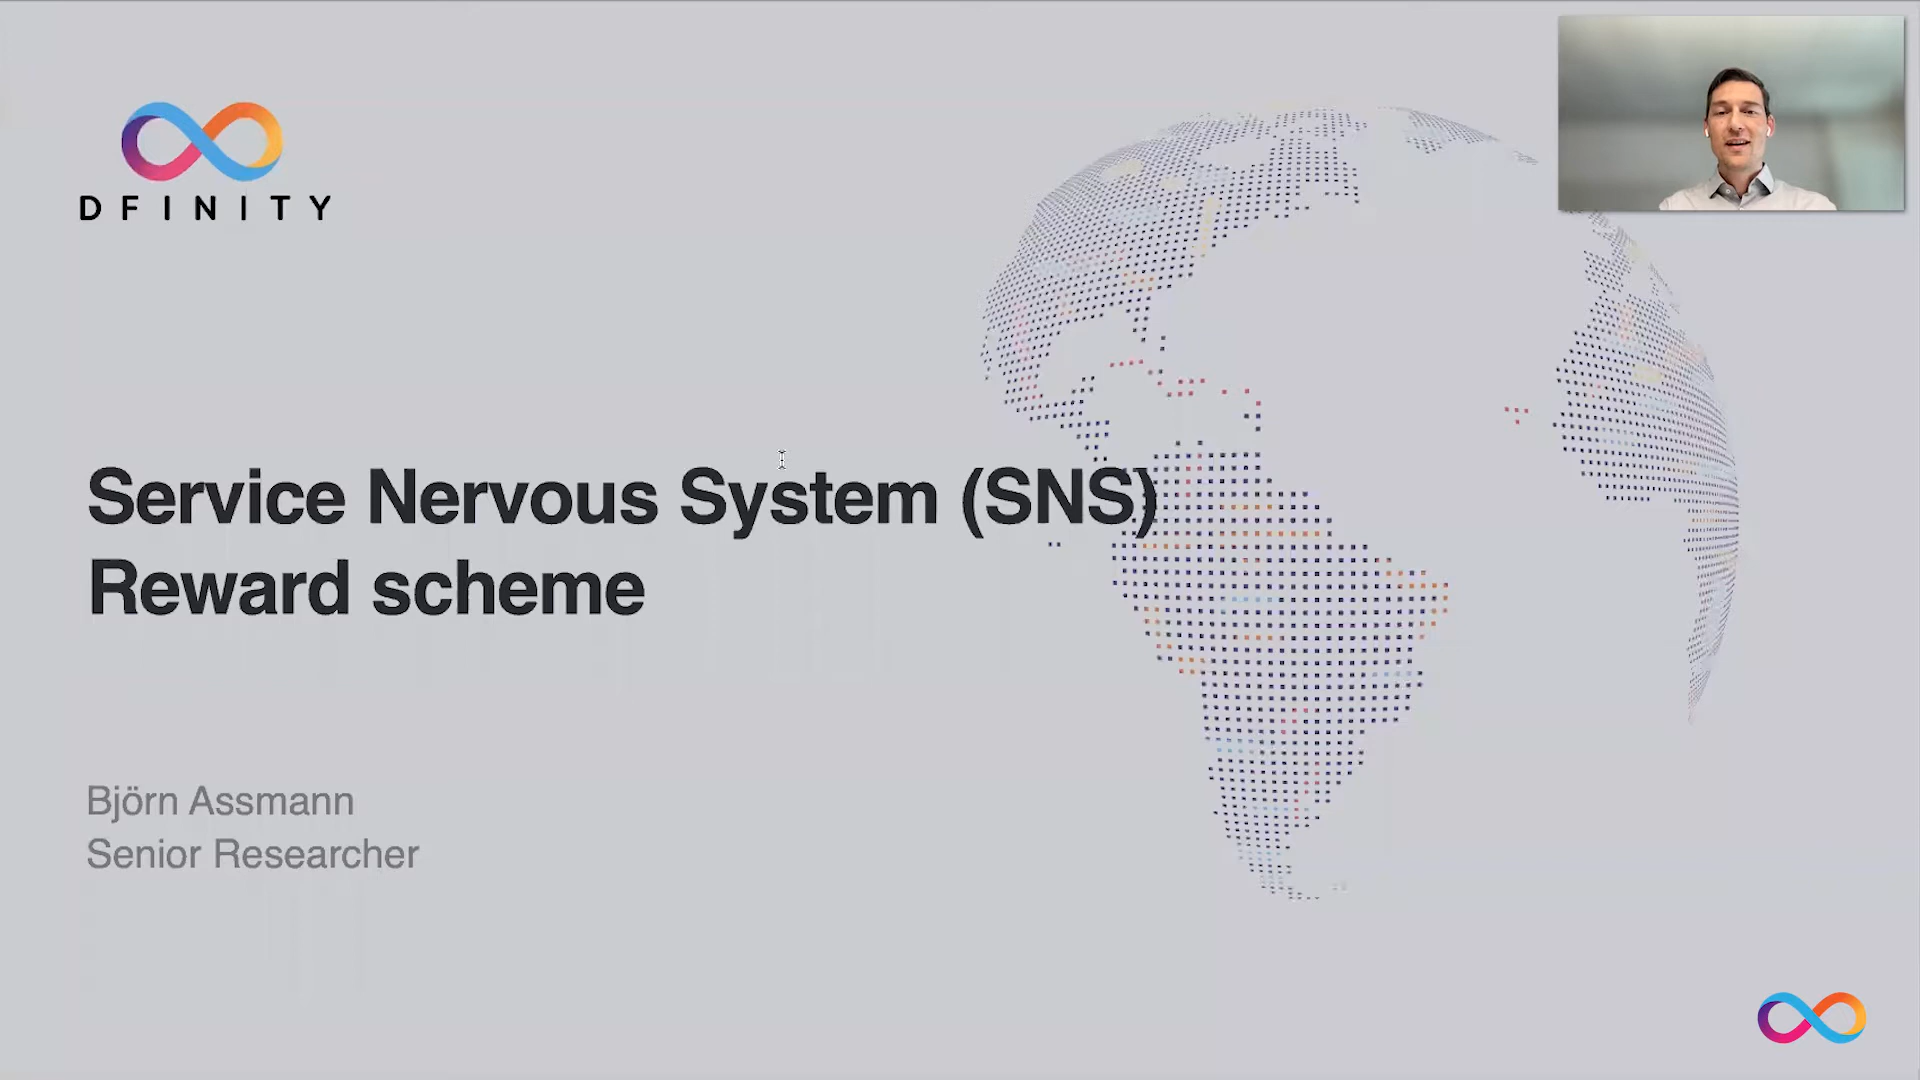 DFINITY
Service Nervous System (SNS)
Reward scheme
Björn Assmann
Senior Researcher